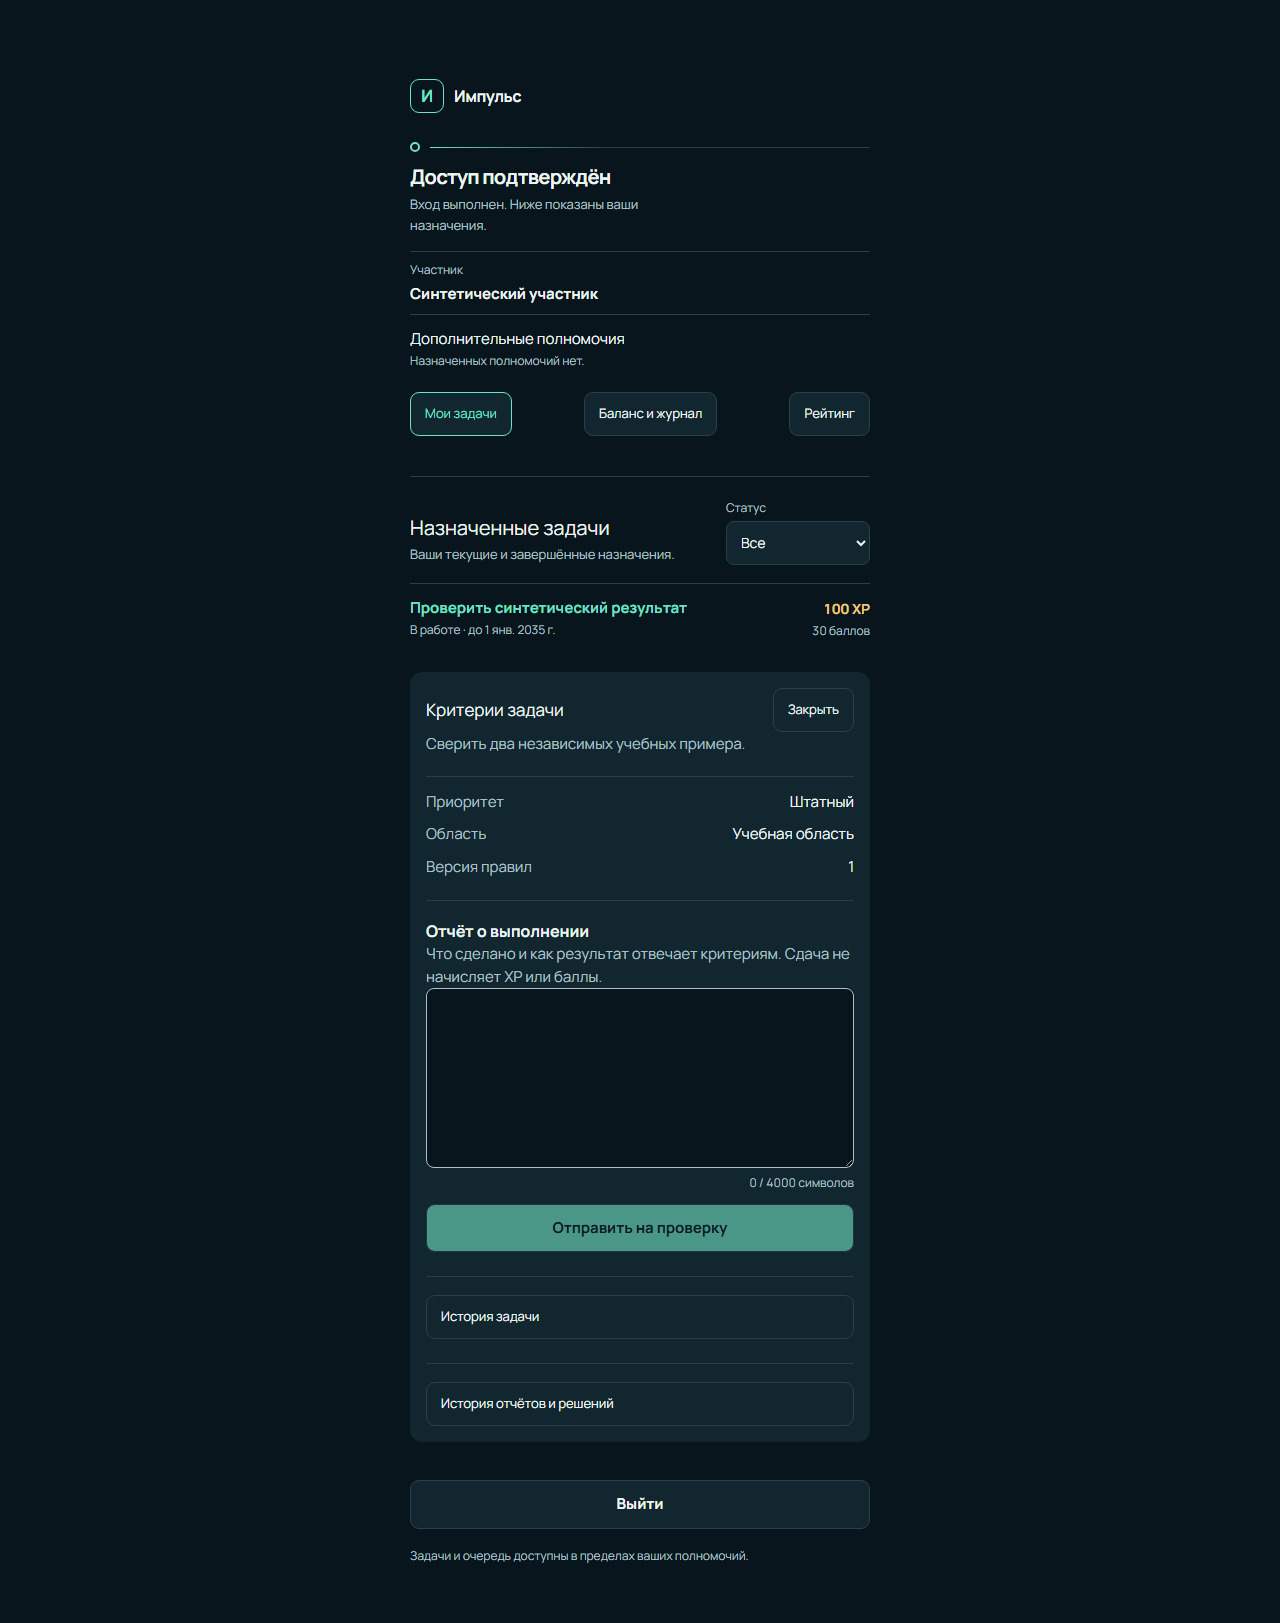 И Импульс
Доступ подтверждён
Вход выполнен. Ниже показаны ваши
назначения.
Участник
Синтетический участник
Дополнительные полномочия
Назначенных полномочий нет.
Мои задачи
Баланс и журнал
Рейтинг
Назначенные задачи
Ваши текущие и завершённые назначения.
Статус
Все
Проверить синтетический результат
100 XP
В работе · до 1 янв. 2035 г.
30 баллов
Критерии задачи
Закрыть
Сверить два независимых учебных примера.
Приоритет
Штатный
Область
Учебная область
Версия правил
1
Отчёт о выполнении
Что сделано и как результат отвечает критериям. Сдача не
начисляет XP или баллы.
0 / 4000 символов
Отправить на проверку
История задачи
История отчётов и решений
Выйти
Задачи и очередь доступны в пределах ваших полномочий.